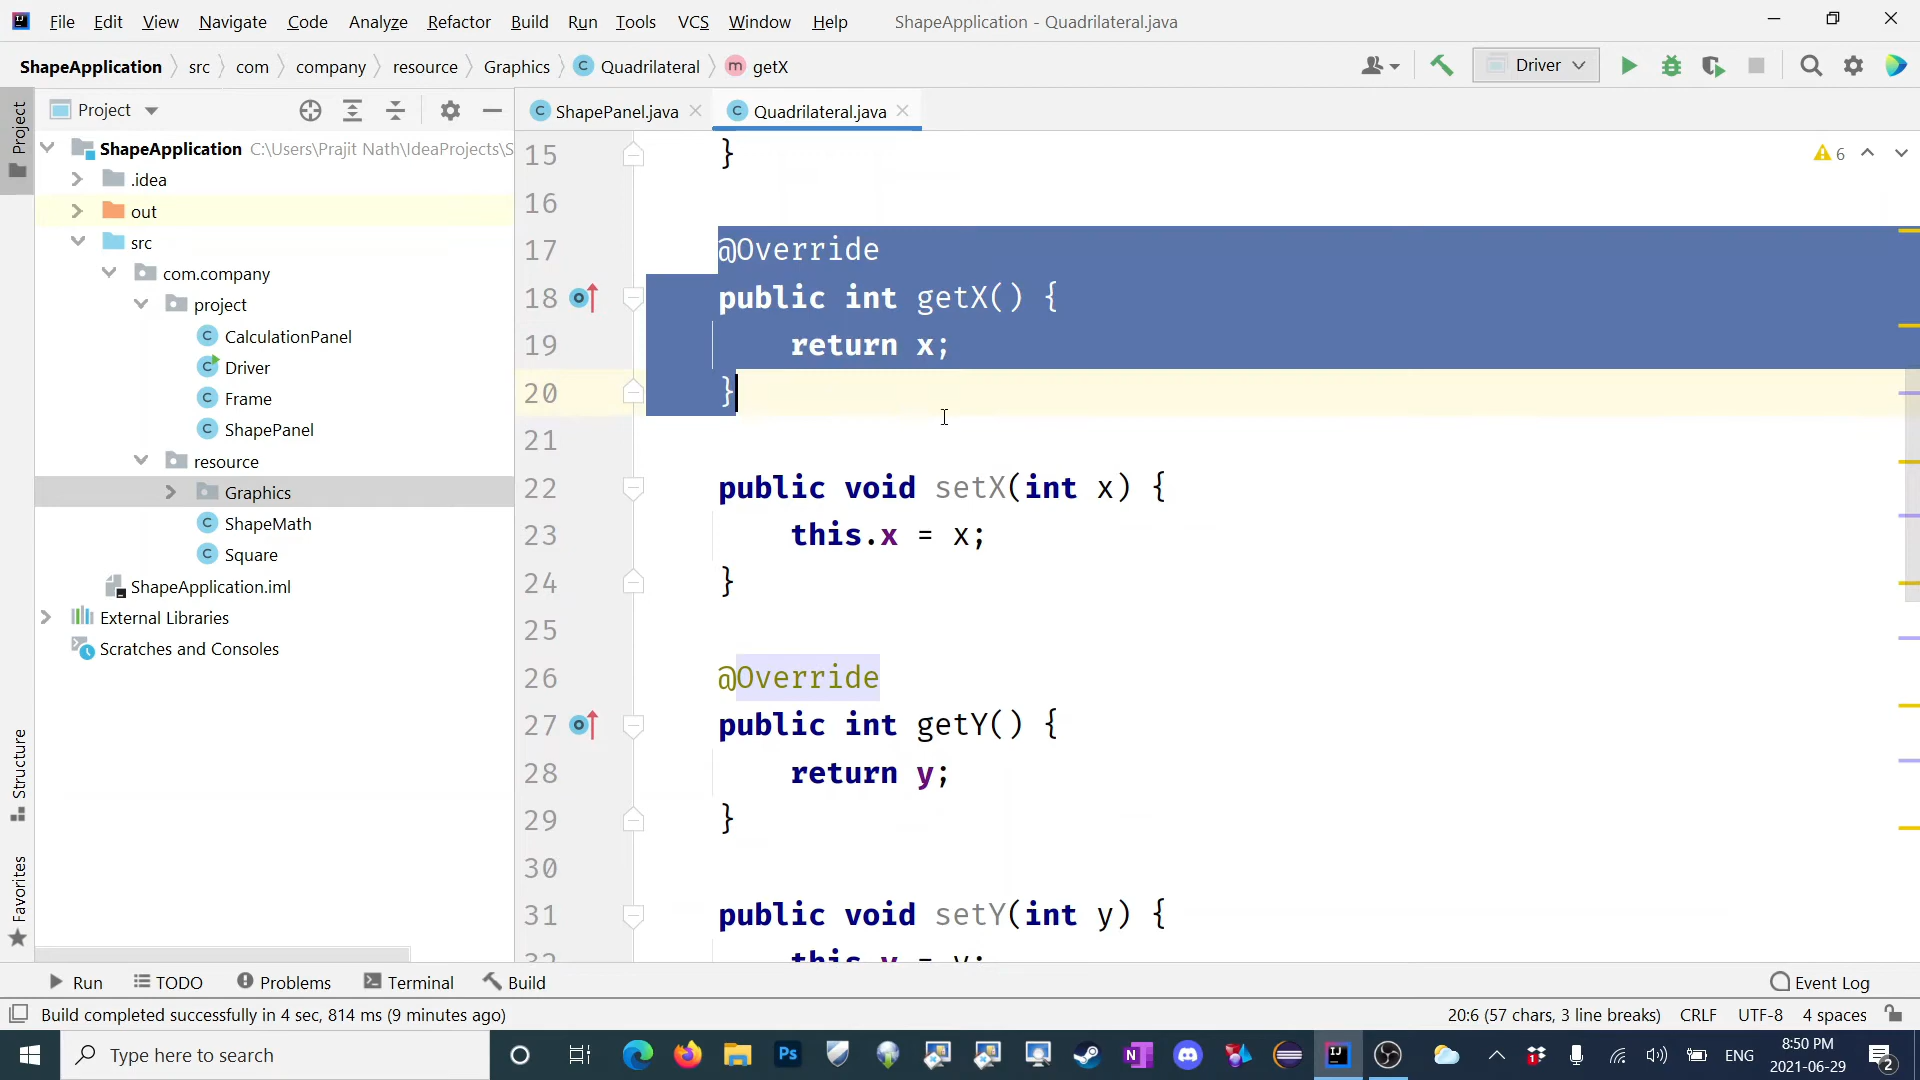 File Edit View Navigate Code Analyze Refactor Build Run Tools VCS Window Help ShapeApplication - Quadrilateral.java
ShapeApplication src com company resource Graphics Quadrilateral getX Driver
Project
Project
ShapePanel.java
Quadrilateral.java
ShapeApplication C:\Users\Prajit Nath\IdeaProjects\S
.idea
out
src
com.company
project
CalculationPanel
Driver
Frame
ShapePanel
resource
Graphics
ShapeMath
Square
ShapeApplication.iml
External Libraries
Scratches and Consoles
Structure
Favorites
6
15 }
16
17 @Override
18 public int getX() {
19 return x;
20 }
21
22 public void setX(int x) {
23 this.x = x;
24 }
25
26 @Override
27 public int getY() {
28 return y;
29 }
30
31 public void setY(int y) {
32 this.y = y;
Run TODO Problems Terminal Build Event Log
Build completed successfully in 4 sec, 814 ms (9 minutes ago) 20:6 (57 chars, 3 line breaks) CRLF UTF-8 4 spaces
Type here to search
ENG
8:50 PM
2021-06-29
2